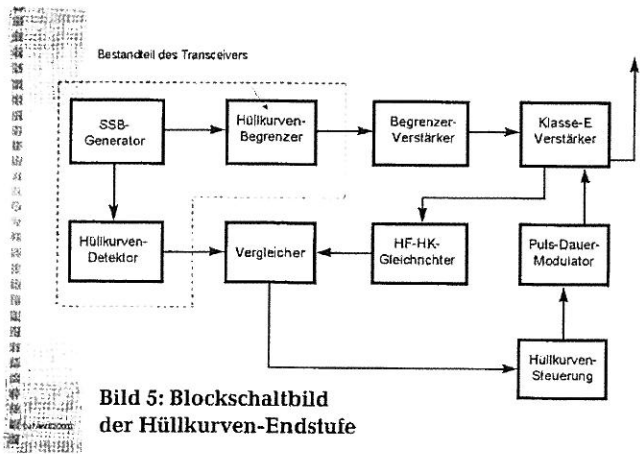 Bestandteil des Transceivers
SSB-
Generator
Hüllkurven-
Begrenzer
Begrenzer-
Verstärker
Klasse-E
Verstärker
Hüllkurven-
Detektor
Vergleicher
HF-HK-
Gleichrichter
Puls-Dauer-
Modulator
Hüllkurven-
Steuerung
Bild 5: Blockschaltbild
der Hüllkurven-Endstufe